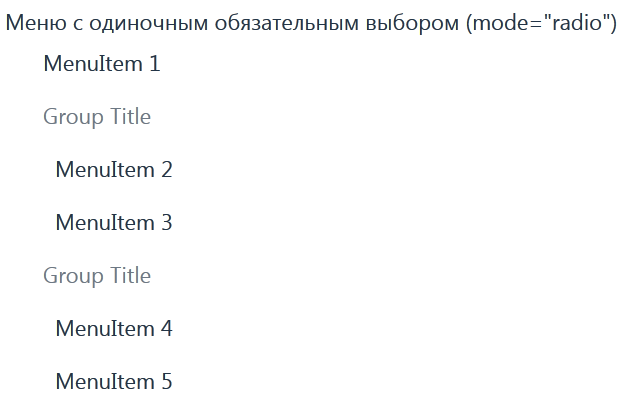 Меню с одиночным обязательным выбором (mode="radio")
MenuItem 1
Group Title
MenuItem 2
MenuItem 3
Group Title
MenuItem 4
MenuItem 5